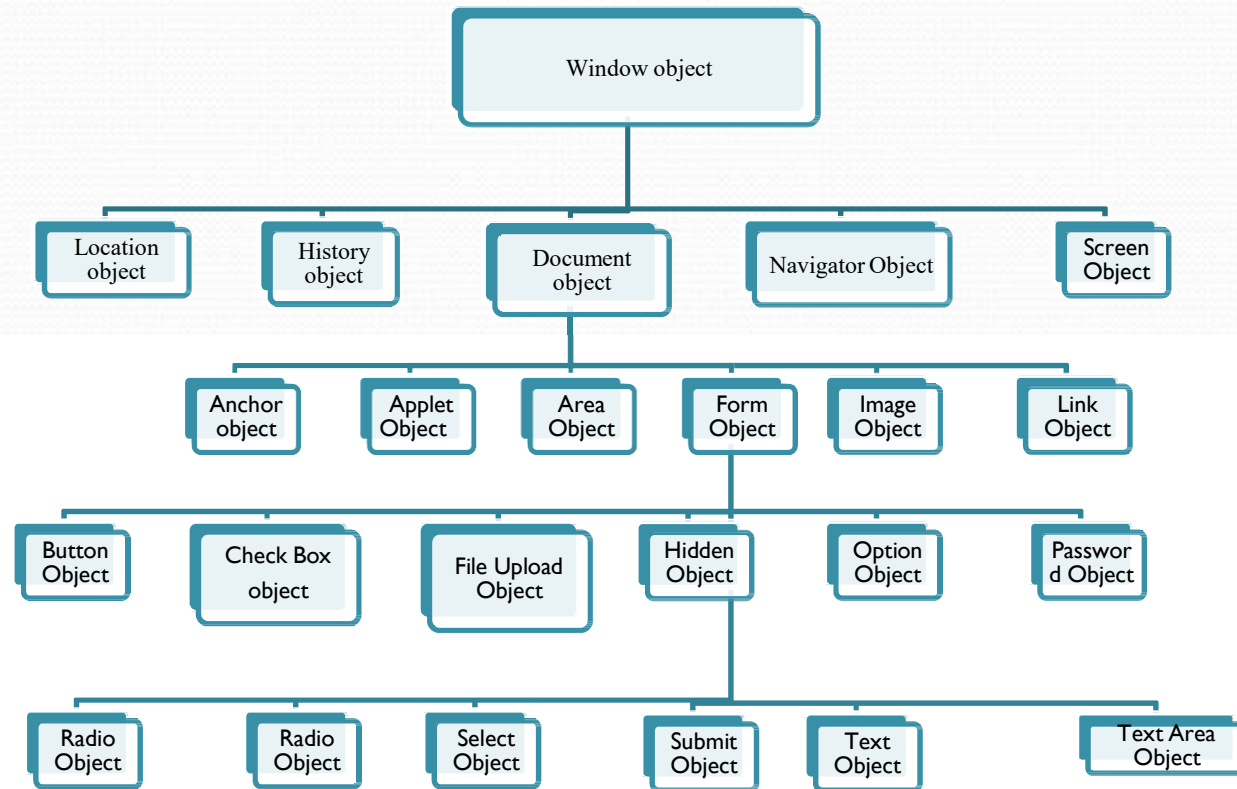 Window object
Location
object
History
object
Document
object
Navigator Object
Screen
Object
Anchor
object
Applet
Object
Area
Object
Form
Object
Image
Object
Link
Object
Button
Object
Check Box
object
File Upload
Object
Hidden
Object
Option
Object
Passwor
d Object
Radio
Object
Radio
Object
Select
Object
Submit
Object
Text
Object
Text Area
Object